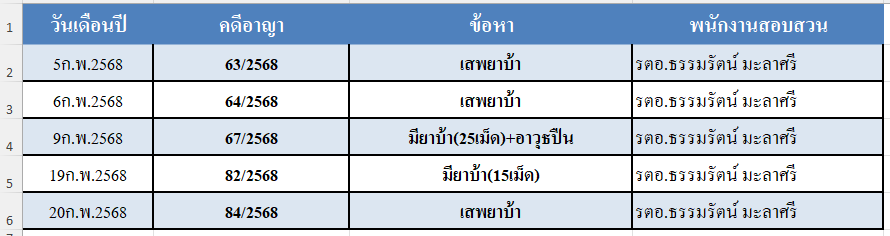 1 วันเดือนปี คดีอาญา ข้อหา พนักงานสอบสวน
2 5ก.พ.2568 63/2568 เสพยาบ้า รตอ.ธรรมรัตน์ มะลาศรี
3 6ก.พ.2568 64/2568 เสพยาบ้า รตอ.ธรรมรัตน์ มะลาศรี
4 9ก.พ.2568 67/2568 มียาบ้า(25เม็ด)+อาวุธปืน รตอ.ธรรมรัตน์ มะลาศรี
5 19ก.พ.2568 82/2568 มียาบ้า(15เม็ด) รตอ.ธรรมรัตน์ มะลาศรี
6 20ก.พ.2568 84/2568 เสพยาบ้า รตอ.ธรรมรัตน์ มะลาศรี